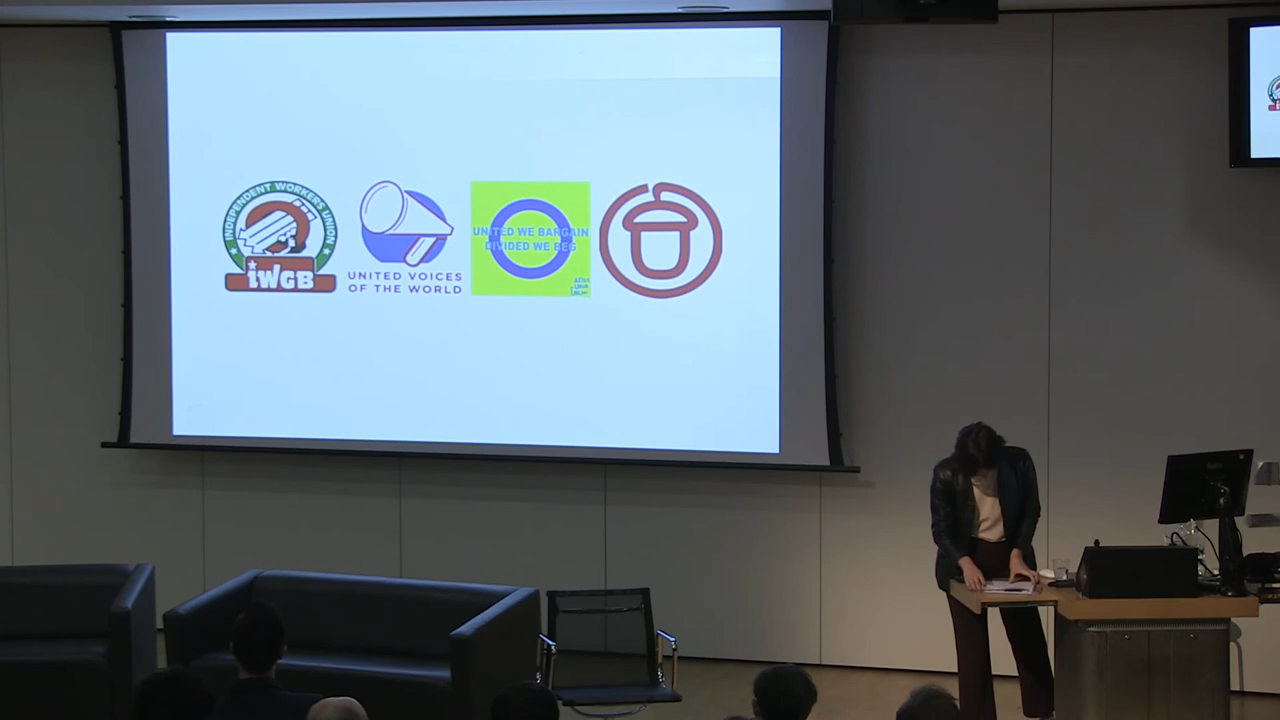 INDEPENDENT WORKERS UNION
iWGB
UNITED VOICES
OF THE WORLD
UNITED WE BARGAIN
DIVIDED WE BEG